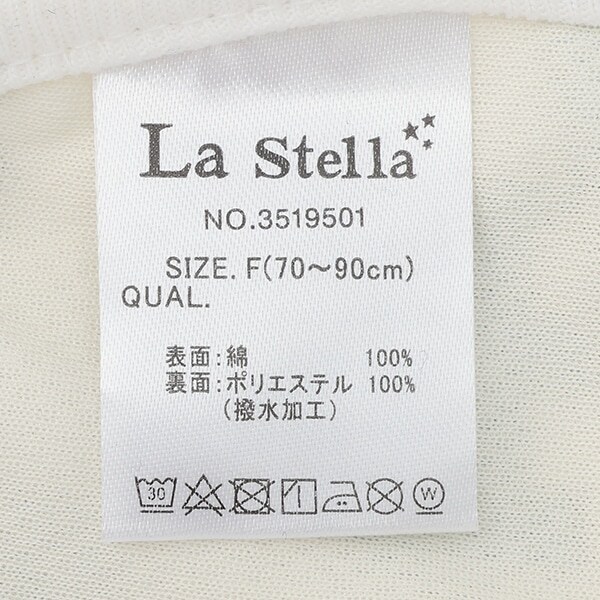 La Stella
NO.3519501
SIZE. F(70～90cm)
QUAL.
表面:綿 100%
裏面:ポリエステル 100%
(撥水加工)
30 W